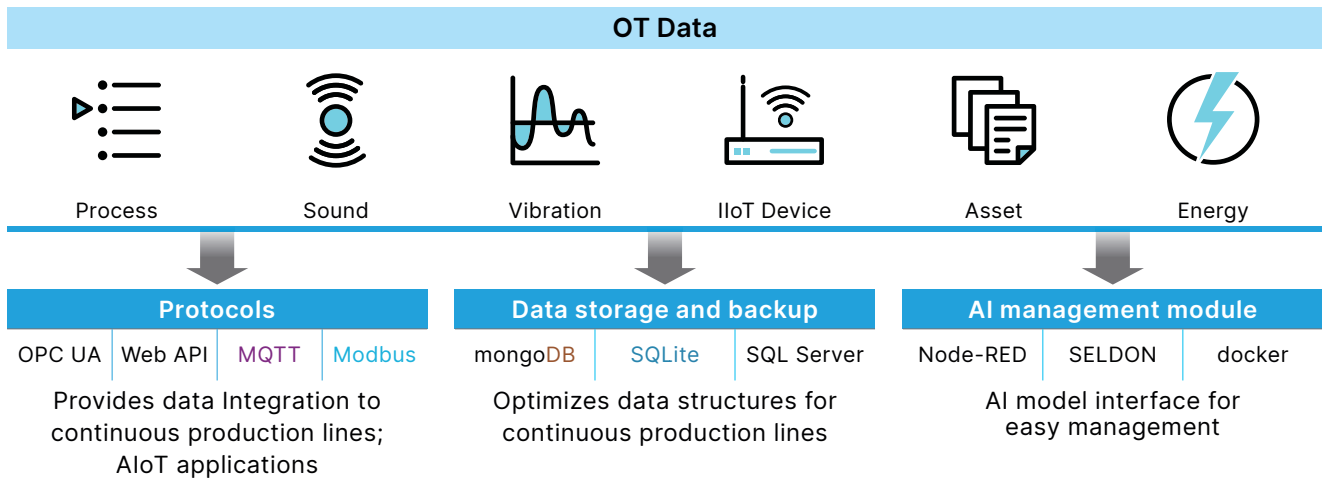 OT Data
Process Sound Vibration IIoT Device Asset Energy
Protocols
OPC UA Web API MQTT Modbus
Provides data Integration to
continuous production lines;
AIoT applications
Data storage and backup
mongoDB SQLite SQL Server
Optimizes data structures for
continuous production lines
AI management module
Node-RED SELDON docker
AI model interface for
easy management